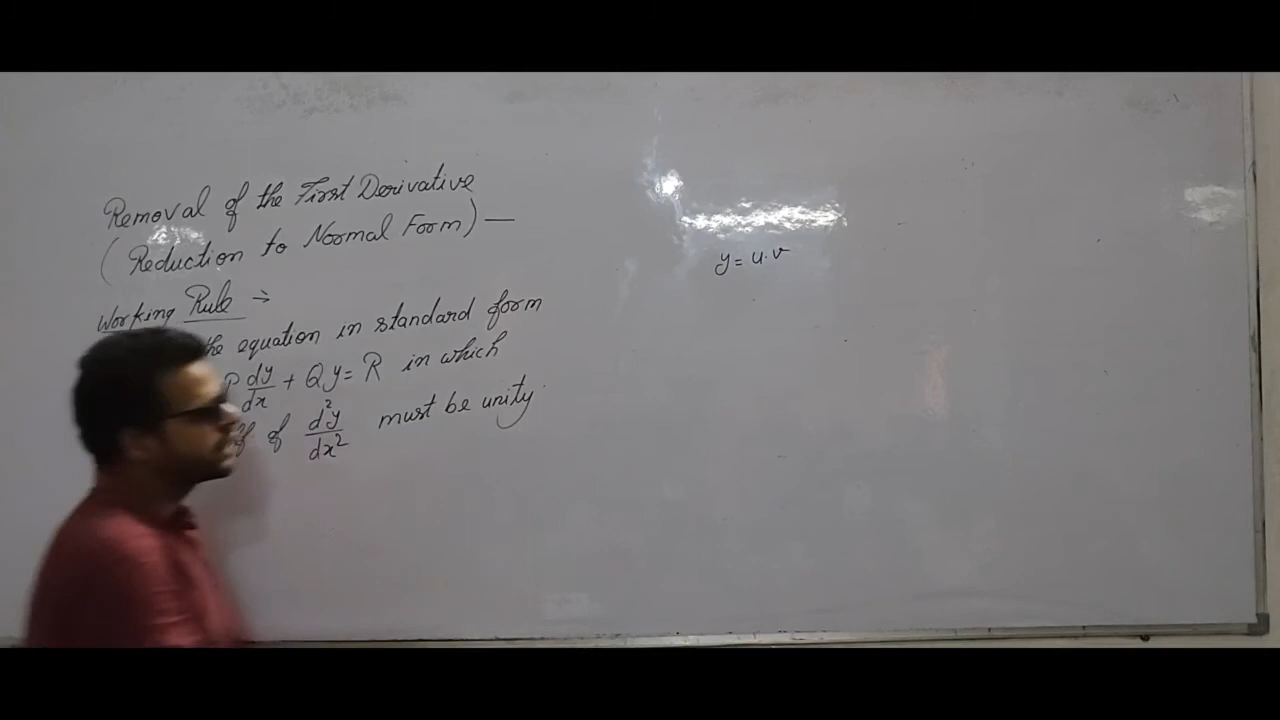 Removal of the First Derivative
(Reduction to Normal Form) —
Working Rule →
the equation in standard form
P dy/dx + Qy = R in which
of d²y/dx² must be unity
y = u·v